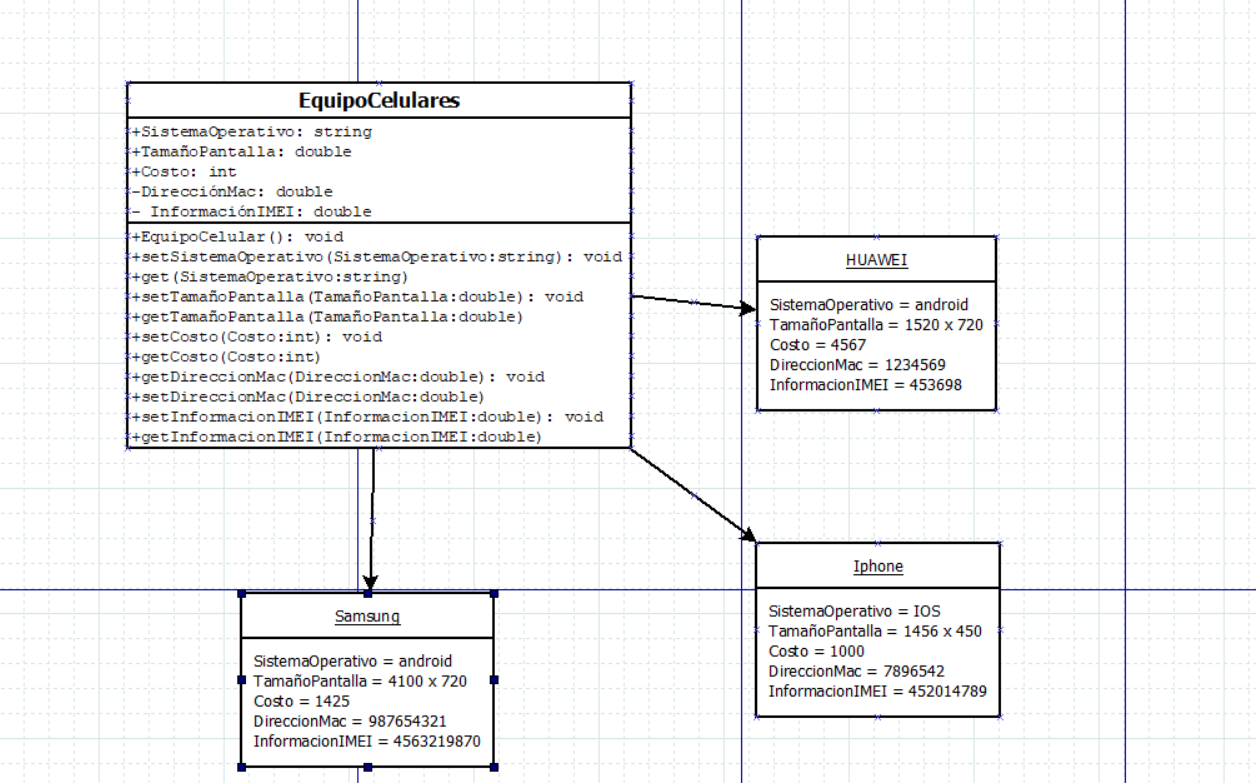 EquipoCelulares
+SistemaOperativo: string
+TamañoPantalla: double
+Costo: int
-DirecciónMac: double
- InformaciónIMEI: double
+EquipoCelular(): void
+setSistemaOperativo(SistemaOperativo:string): void
+get(SistemaOperativo:string)
+setTamañoPantalla(TamañoPantalla:double): void
+getTamañoPantalla(TamañoPantalla:double)
+setCosto(Costo:int): void
+getCosto(Costo:int)
+getDireccionMac(DireccionMac:double): void
+setDireccionMac(DireccionMac:double)
+setInformacionIMEI(InformacionIMEI:double): void
+getInformacionIMEI(InformacionIMEI:double)
HUAWEI
SistemaOperativo = android
TamañoPantalla = 1520 x 720
Costo = 4567
DireccionMac = 1234569
InformacionIMEI = 453698
Iphone
SistemaOperativo = IOS
TamañoPantalla = 1456 x 450
Costo = 1000
DireccionMac = 7896542
InformacionIMEI = 452014789
Samsung
SistemaOperativo = android
TamañoPantalla = 4100 x 720
Costo = 1425
DireccionMac = 987654321
InformacionIMEI = 4563219870